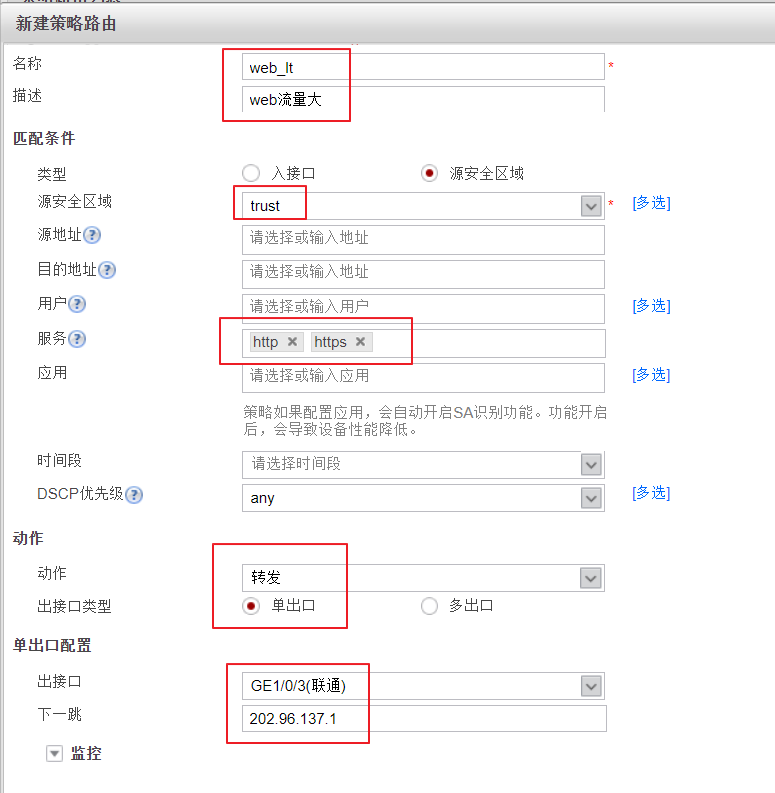 新建策略路由
名称 web_lt *
描述 web流量大
匹配条件
类型 入接口 源安全区域
源安全区域 trust * [多选]
源地址 ? 请选择或输入地址
目的地址 ? 请选择或输入地址
用户 ? 请选择或输入用户 [多选]
服务 ? http × https ×
应用 请选择或输入应用 [多选]
策略如果配置应用，会自动开启SA识别功能。功能开启
后，会导致设备性能降低。
时间段 请选择时间段
DSCP优先级 ? any [多选]
动作
动作 转发
出接口类型 单出口 多出口
单出口配置
出接口 GE1/0/3(联通)
下一跳 202.96.137.1
监控